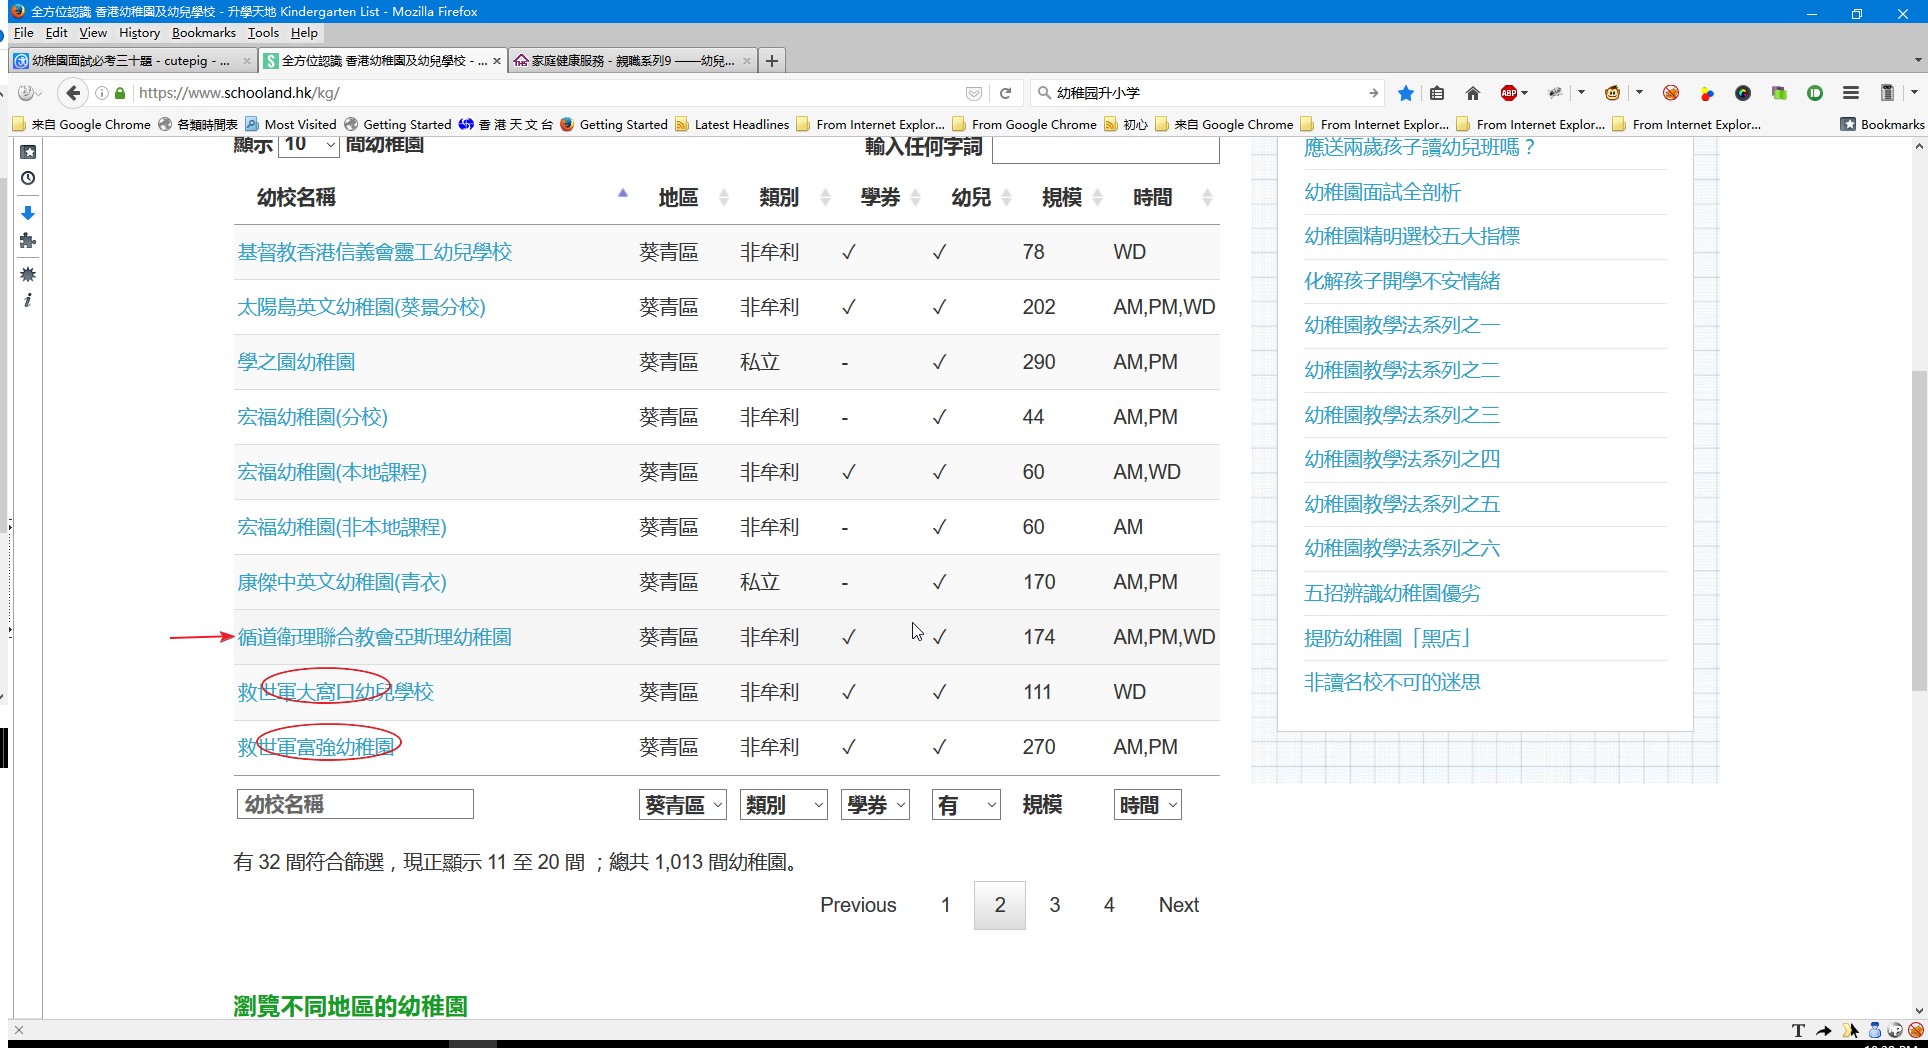 全方位認識 香港幼稚園及幼兒學校 - 升學天地 Kindergarten List - Mozilla Firefox
File Edit View History Bookmarks Tools Help
幼稚園面試必考三十題 - cutepig - ... 全方位認識 香港幼稚園及幼兒學校 - ... 家庭健康服務 - 親職系列9 ——幼兒...
https://www.schooland.hk/kg/ 幼稚园升小学
来自 Google Chrome 各類時間表 Most Visited Getting Started 香 港 天 文 台 Getting Started Latest Headlines From Internet Explor... From Google Chrome 初心 来自 Google Chrome From Internet Explor... From Internet Explor... From Internet Explor... Bookmarks
顯示 10 間幼稚園 輸入任何字詞
幼校名稱 地區 類別 學券 幼兒 規模 時間
基督教香港信義會靈工幼兒學校 葵青區 非牟利 ✓ ✓ 78 WD
太陽島英文幼稚園(葵景分校) 葵青區 非牟利 ✓ ✓ 202 AM,PM,WD
學之園幼稚園 葵青區 私立 - ✓ 290 AM,PM
宏福幼稚園(分校) 葵青區 非牟利 - ✓ 44 AM,PM
宏福幼稚園(本地課程) 葵青區 非牟利 ✓ ✓ 60 AM,WD
宏福幼稚園(非本地課程) 葵青區 非牟利 - ✓ 60 AM
康傑中英文幼稚園(青衣) 葵青區 私立 - ✓ 170 AM,PM
循道衛理聯合教會亞斯理幼稚園 葵青區 非牟利 ✓ ✓ 174 AM,PM,WD
救世軍大窩口幼兒學校 葵青區 非牟利 ✓ ✓ 111 WD
救世軍富強幼稚園 葵青區 非牟利 ✓ ✓ 270 AM,PM
幼校名稱 葵青區 類別 學券 有 規模 時間
有 32 間符合篩選，現正顯示 11 至 20 間 ；總共 1,013 間幼稚園。
Previous 1 2 3 4 Next
瀏覽不同地區的幼稚園
應送兩歲孩子讀幼兒班嗎？
幼稚園面試全剖析
幼稚園精明選校五大指標
化解孩子開學不安情緒
幼稚園教學法系列之一
幼稚園教學法系列之二
幼稚園教學法系列之三
幼稚園教學法系列之四
幼稚園教學法系列之五
幼稚園教學法系列之六
五招辨識幼稚園優劣
提防幼稚園「黑店」
非讀名校不可的迷思